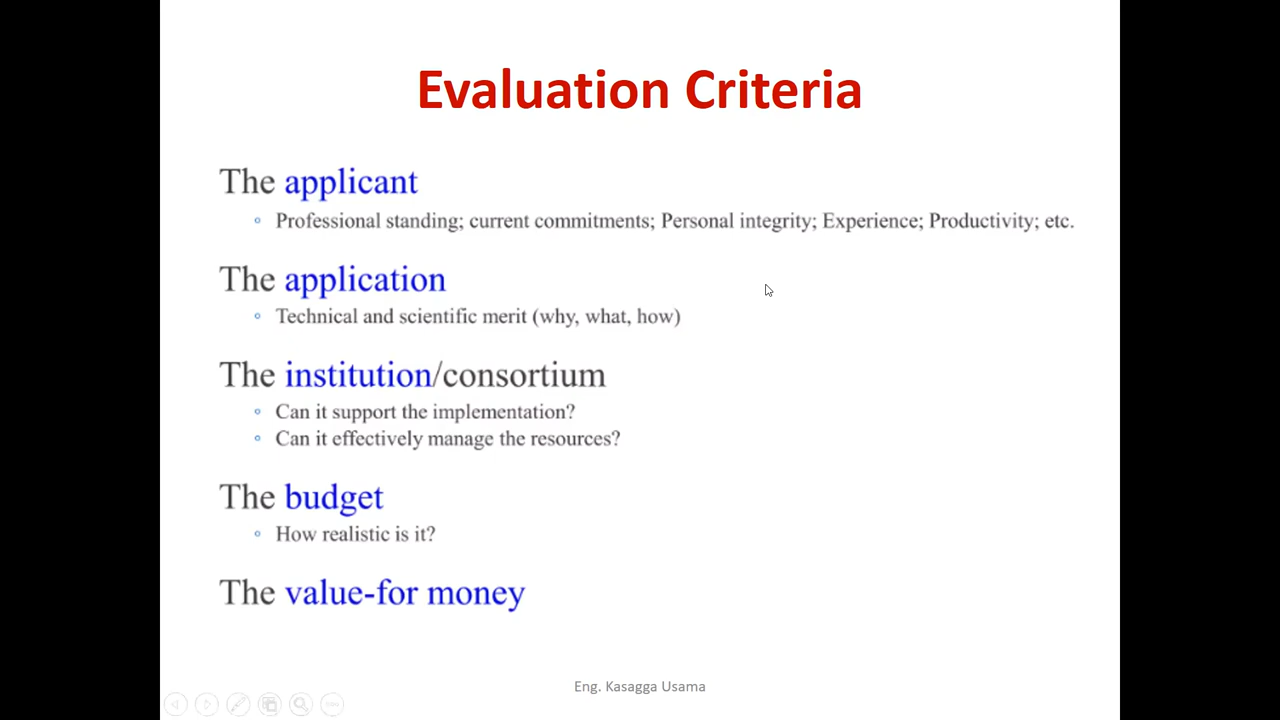 Evaluation Criteria
The applicant
Professional standing; current commitments; Personal integrity; Experience; Productivity; etc.
The application
Technical and scientific merit (why, what, how)
The institution/consortium
Can it support the implementation?
Can it effectively manage the resources?
The budget
How realistic is it?
The value-for money
Eng. Kasagga Usama